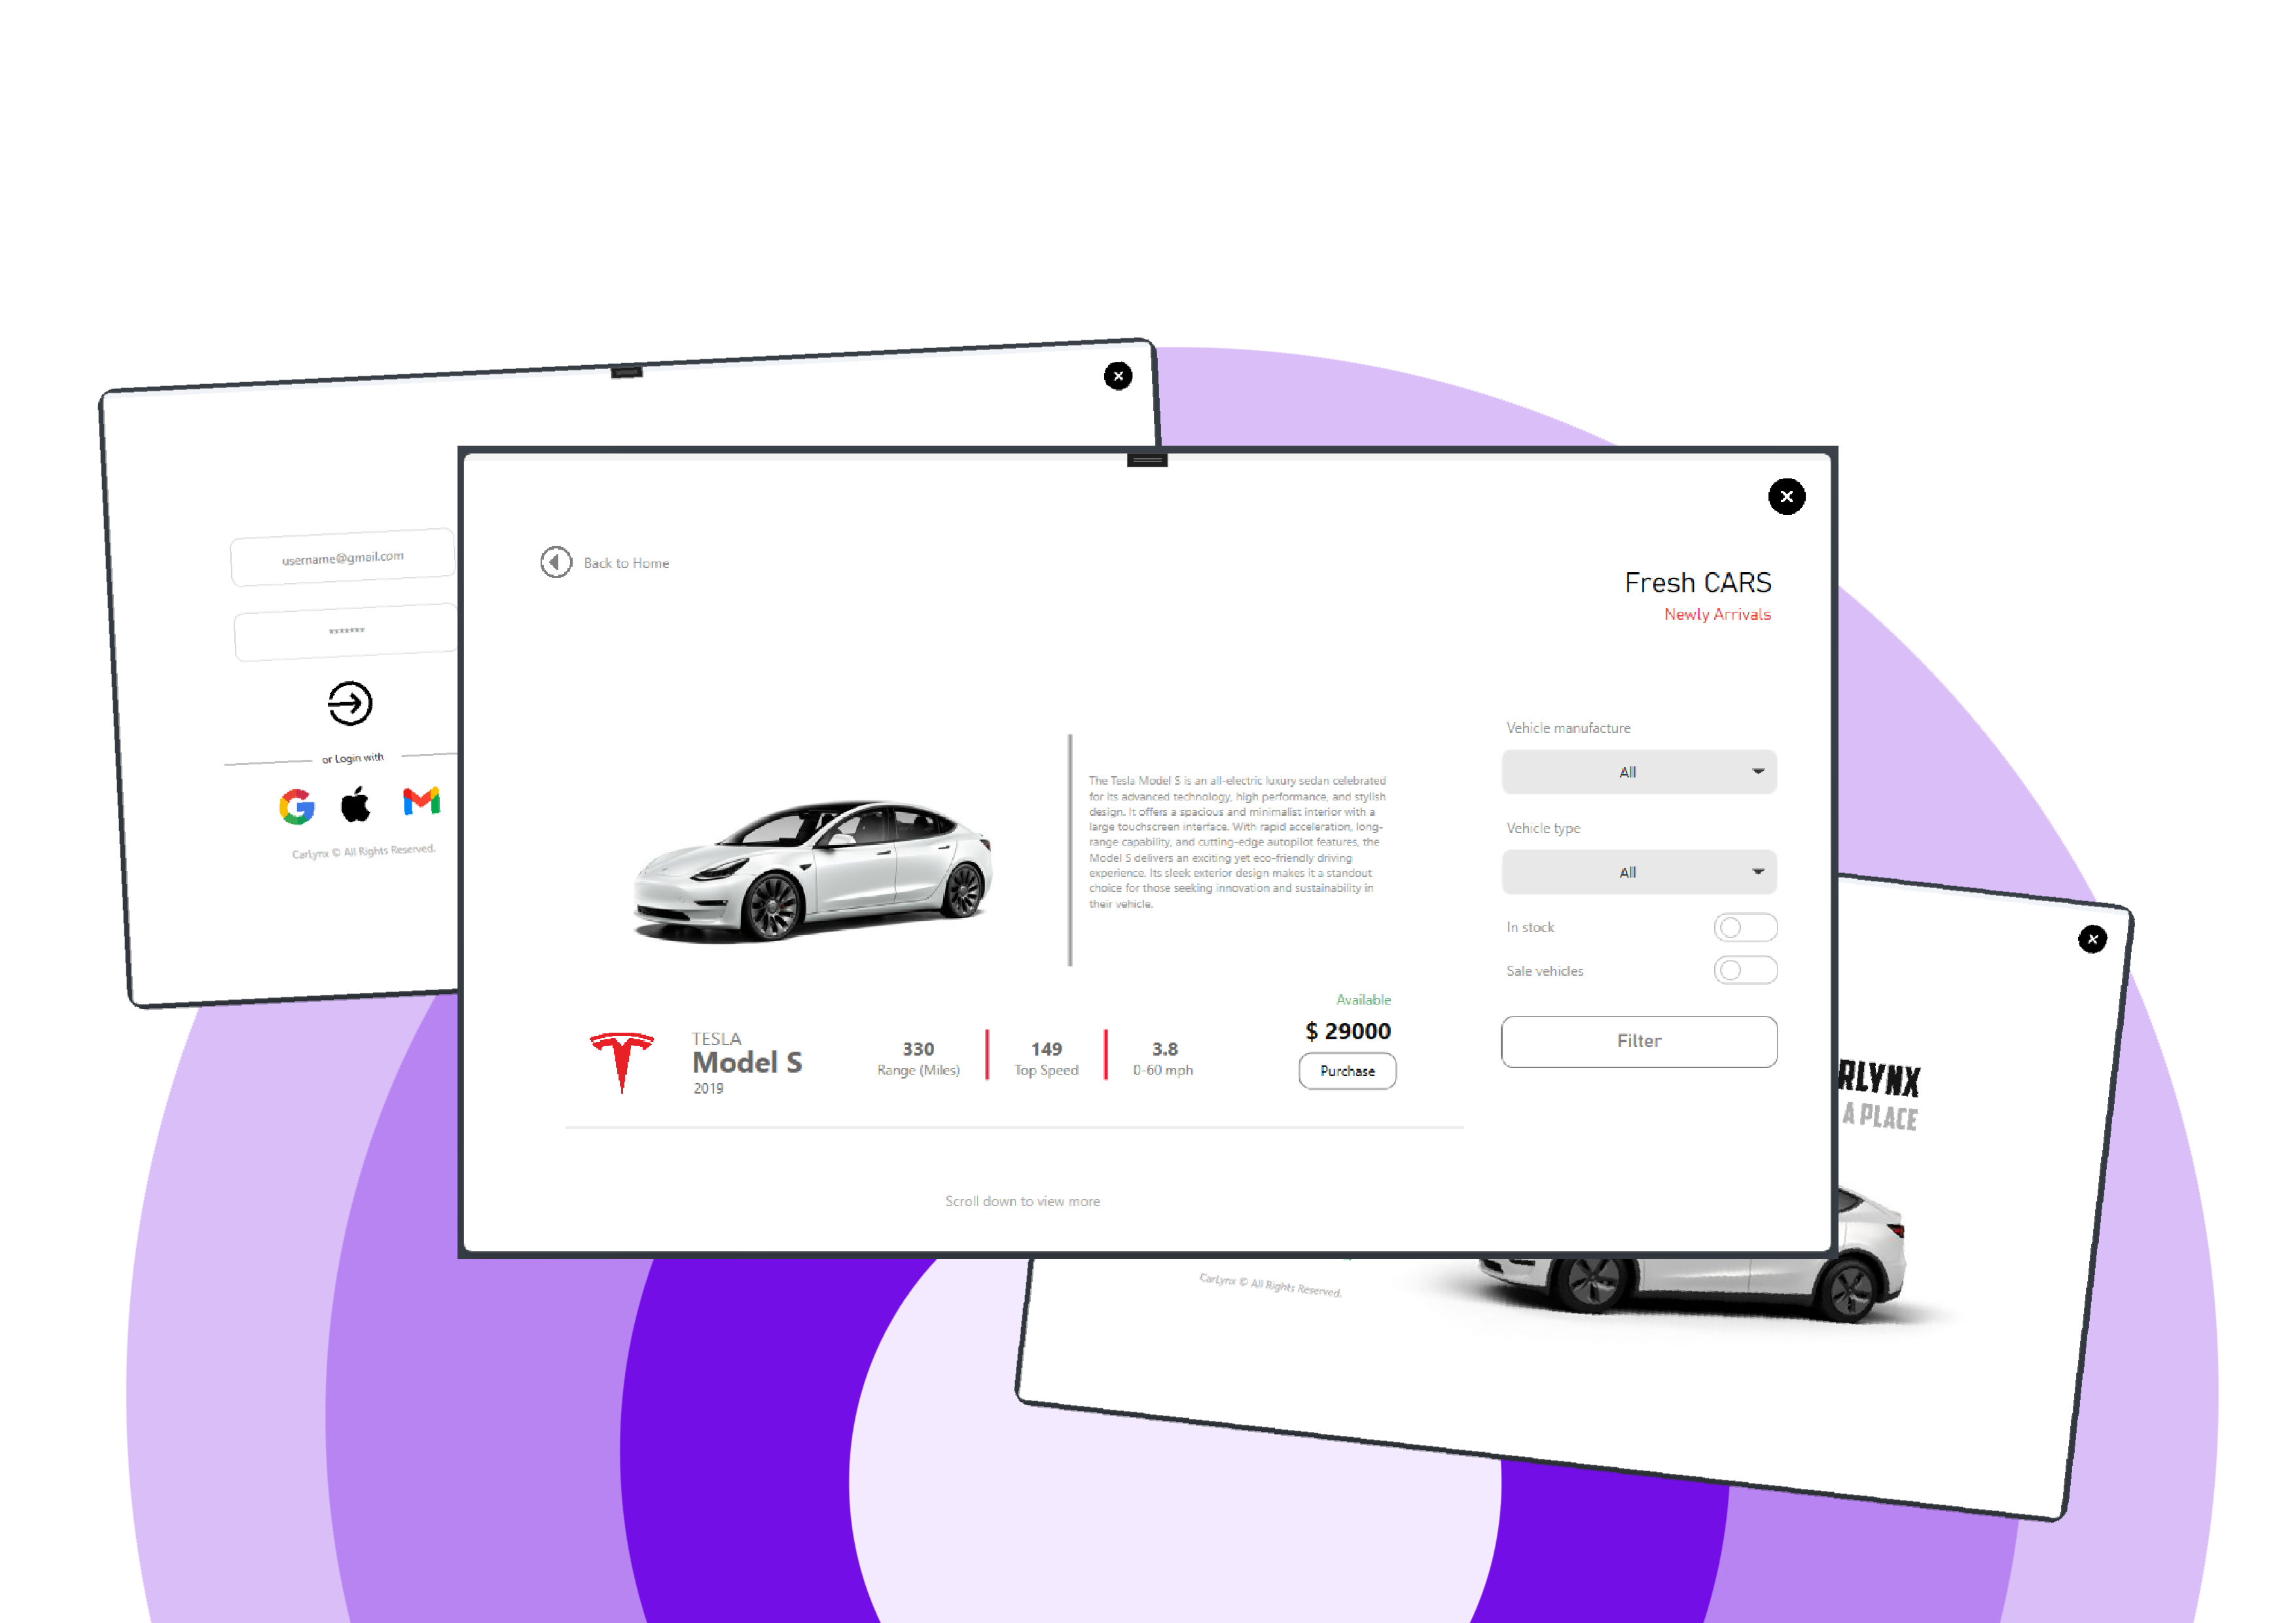 username@gmail.com
*******
or Login with
CarLynx © All Rights Reserved.
Back to Home
Fresh CARS
Newly Arrivals
The Tesla Model S is an all-electric luxury sedan celebrated
for its advanced technology, high performance, and stylish
design. It offers a spacious and minimalist interior with a
large touchscreen interface. With rapid acceleration, long-
range capability, and cutting-edge autopilot features, the
Model S delivers an exciting yet eco-friendly driving
experience. Its sleek exterior design makes it a standout
choice for those seeking innovation and sustainability in
their vehicle.
Vehicle manufacture
All
Vehicle type
All
In stock
Sale vehicles
Filter
TESLA
Model S
2019
330
Range (Miles)
149
Top Speed
3.8
0-60 mph
Available
$ 29000
Purchase
Scroll down to view more
RLYNX
A PLACE
CarLynx © All Rights Reserved.